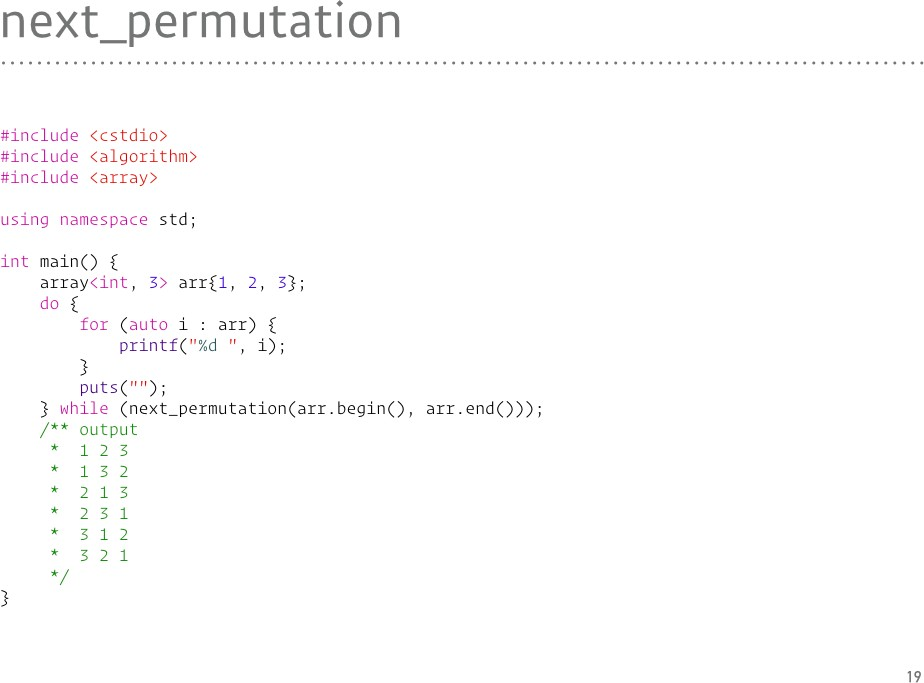 next_permutation
#include <cstdio>
#include <algorithm>
#include <array>
using namespace std;
int main() {
    array<int, 3> arr{1, 2, 3};
    do {
        for (auto i : arr) {
            printf("%d ", i);
        }
        puts("");
    } while (next_permutation(arr.begin(), arr.end()));
    /** output
     *  1 2 3
     *  1 3 2
     *  2 1 3
     *  2 3 1
     *  3 1 2
     *  3 2 1
     */
}
19